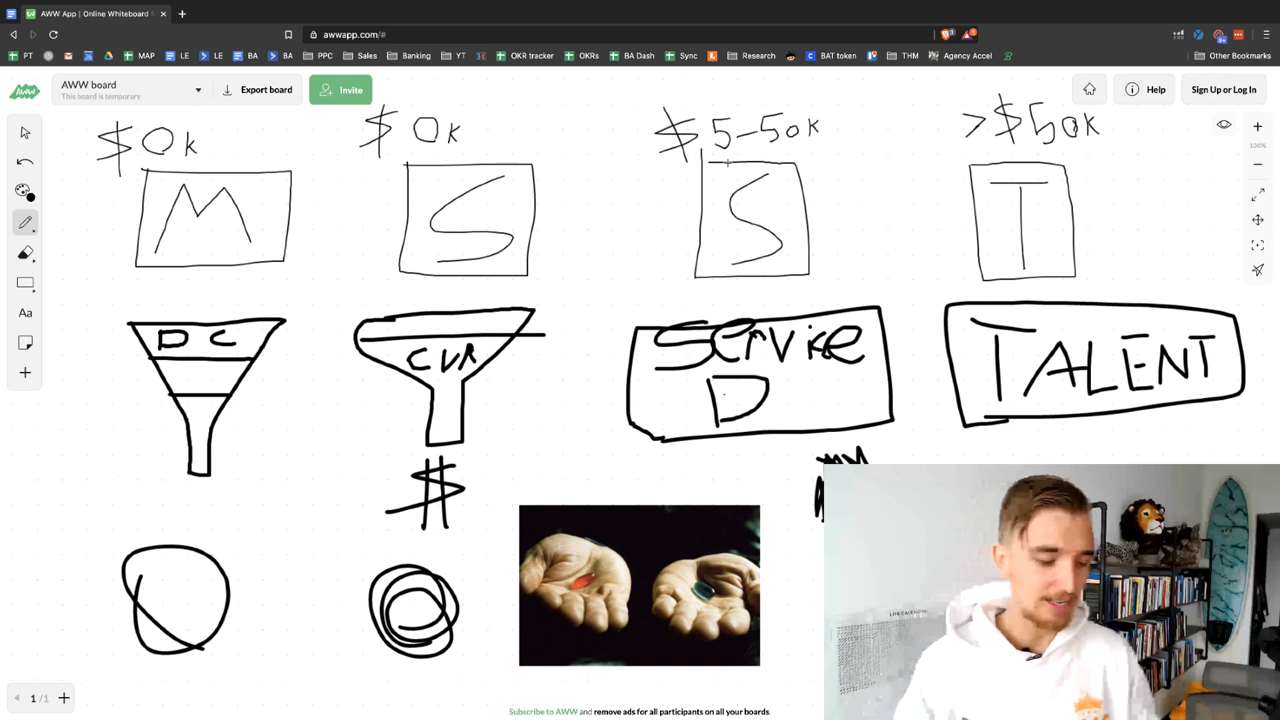 AWW App | Online Whiteboard
awwapp.com/#
PT
MAP
LE
LE
BA
BA
PPC
Sales
Banking
YT
OKR tracker
OKRs
BA Dash
Sync
Research
BAT token
THM
Agency Accel
Other Bookmarks
AWW board
This board is temporary
Export board
Invite
Help
Sign Up or Log In
100%
Aa
$0k
$0k
$5-50k
>$50k
M
S
S
T
DC
CVR
Service
D
TALENT
$
1/1
Subscribe to AWW and remove ads for all participants on all your boards.